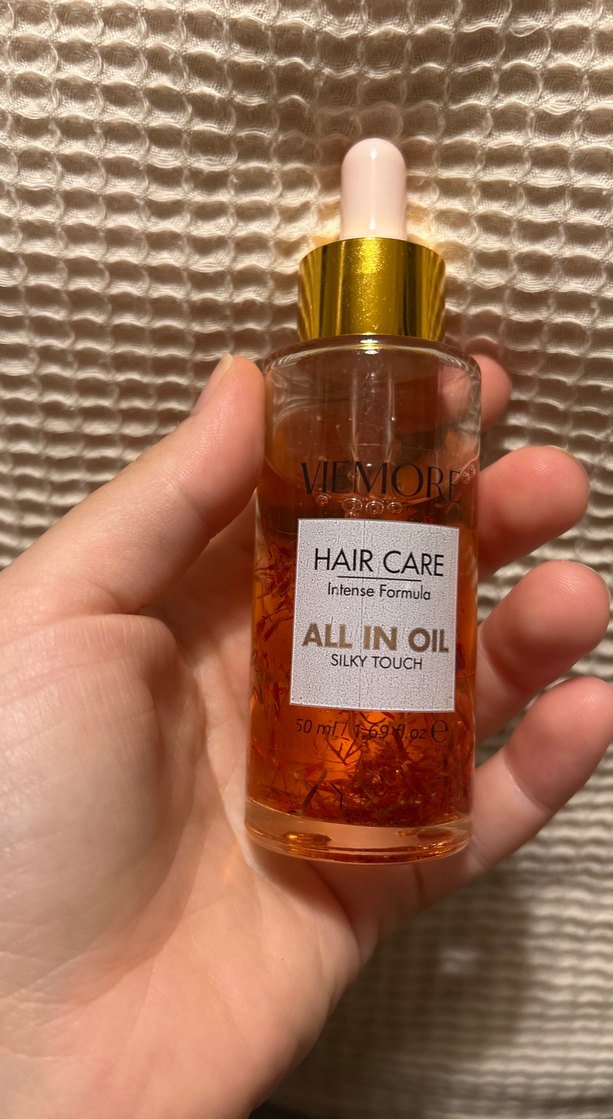 VIEMORE
HAIR CARE
Intense Formula
ALL IN OIL
SILKY TOUCH
50 ml / 1.69 fl.oz ℮